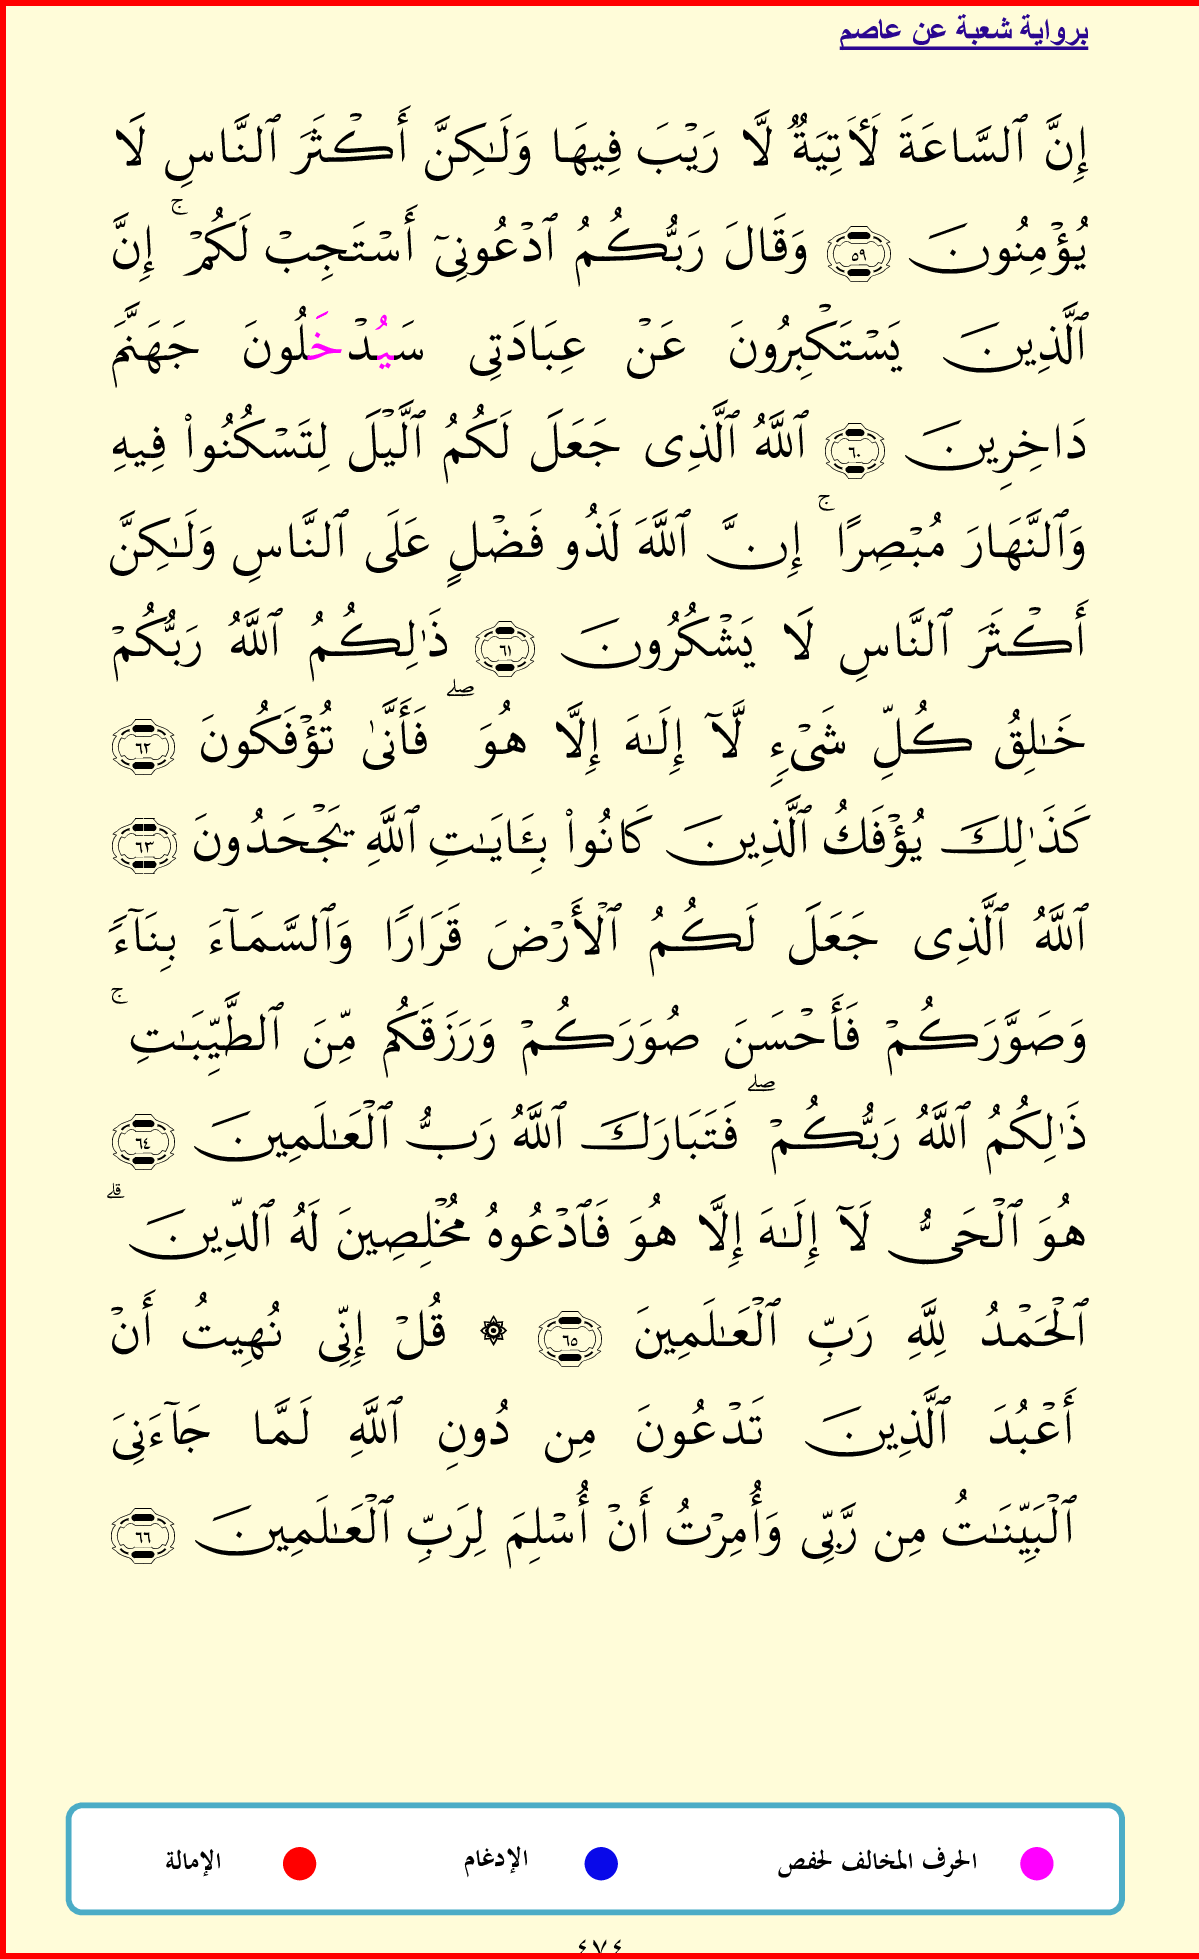 برواية شعبة عن عاصم
إِنَّ ٱلسَّاعَةَ لَـَٔاتِيَةٌ لَّا رَيْبَ فِيهَا وَلَـٰكِنَّ أَكْثَرَ ٱلنَّاسِ لَا
يُؤْمِنُونَ ٥٩ وَقَالَ رَبُّكُمُ ٱدْعُونِىٓ أَسْتَجِبْ لَكُمْ ۚ إِنَّ
ٱلَّذِينَ يَسْتَكْبِرُونَ عَنْ عِبَادَتِى سَيُدْخَلُونَ جَهَنَّمَ
دَاخِرِينَ ٦٠ ٱللَّهُ ٱلَّذِى جَعَلَ لَكُمُ ٱلَّيْلَ لِتَسْكُنُوا۟ فِيهِ
وَٱلنَّهَارَ مُبْصِرًا ۚ إِنَّ ٱللَّهَ لَذُو فَضْلٍ عَلَى ٱلنَّاسِ وَلَـٰكِنَّ
أَكْثَرَ ٱلنَّاسِ لَا يَشْكُرُونَ ٦١ ذَٰلِكُمُ ٱللَّهُ رَبُّكُمْ
خَـٰلِقُ كُلِّ شَىْءٍ لَّآ إِلَـٰهَ إِلَّا هُوَ ۖ فَأَنَّىٰ تُؤْفَكُونَ ٦٢
كَذَٰلِكَ يُؤْفَكُ ٱلَّذِينَ كَانُوا۟ بِـَٔايَـٰتِ ٱللَّهِ يَجْحَدُونَ ٦٣
ٱللَّهُ ٱلَّذِى جَعَلَ لَكُمُ ٱلْأَرْضَ قَرَارًا وَٱلسَّمَآءَ بِنَآءً
وَصَوَّرَكُمْ فَأَحْسَنَ صُوَرَكُمْ وَرَزَقَكُم مِّنَ ٱلطَّيِّبَـٰتِ ۚ
ذَٰلِكُمُ ٱللَّهُ رَبُّكُمْ ۖ فَتَبَارَكَ ٱللَّهُ رَبُّ ٱلْعَـٰلَمِينَ ٦٤
هُوَ ٱلْحَىُّ لَآ إِلَـٰهَ إِلَّا هُوَ فَٱدْعُوهُ مُخْلِصِينَ لَهُ ٱلدِّينَ ۗ
ٱلْحَمْدُ لِلَّهِ رَبِّ ٱلْعَـٰلَمِينَ ٦٥ ۞ قُلْ إِنِّى نُهِيتُ أَنْ
أَعْبُدَ ٱلَّذِينَ تَدْعُونَ مِن دُونِ ٱللَّهِ لَمَّا جَآءَنِىَ
ٱلْبَيِّنَـٰتُ مِن رَّبِّى وَأُمِرْتُ أَنْ أُسْلِمَ لِرَبِّ ٱلْعَـٰلَمِينَ ٦٦
الحرف المخالف لحفص الإدغام الإمالة
٤٧٤